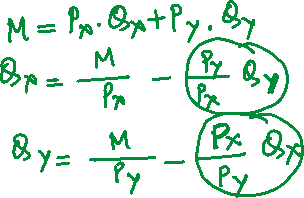 M = Px . Qx + Py . Qy
Qx = M/Px - Py/Px Qy
Qy = M/Py - Px/Py Qx